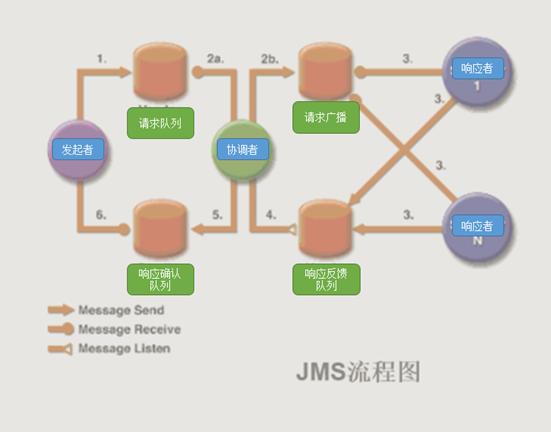 1.
2a.
2b.
3.
响应者
1
请求队列
请求广播
3.
发起者
协调者
3.
6.
5.
4.
3.
响应者
N
响应确认
队列
响应反馈
队列
Message Send
Message Receive
Message Listen
JMS流程图